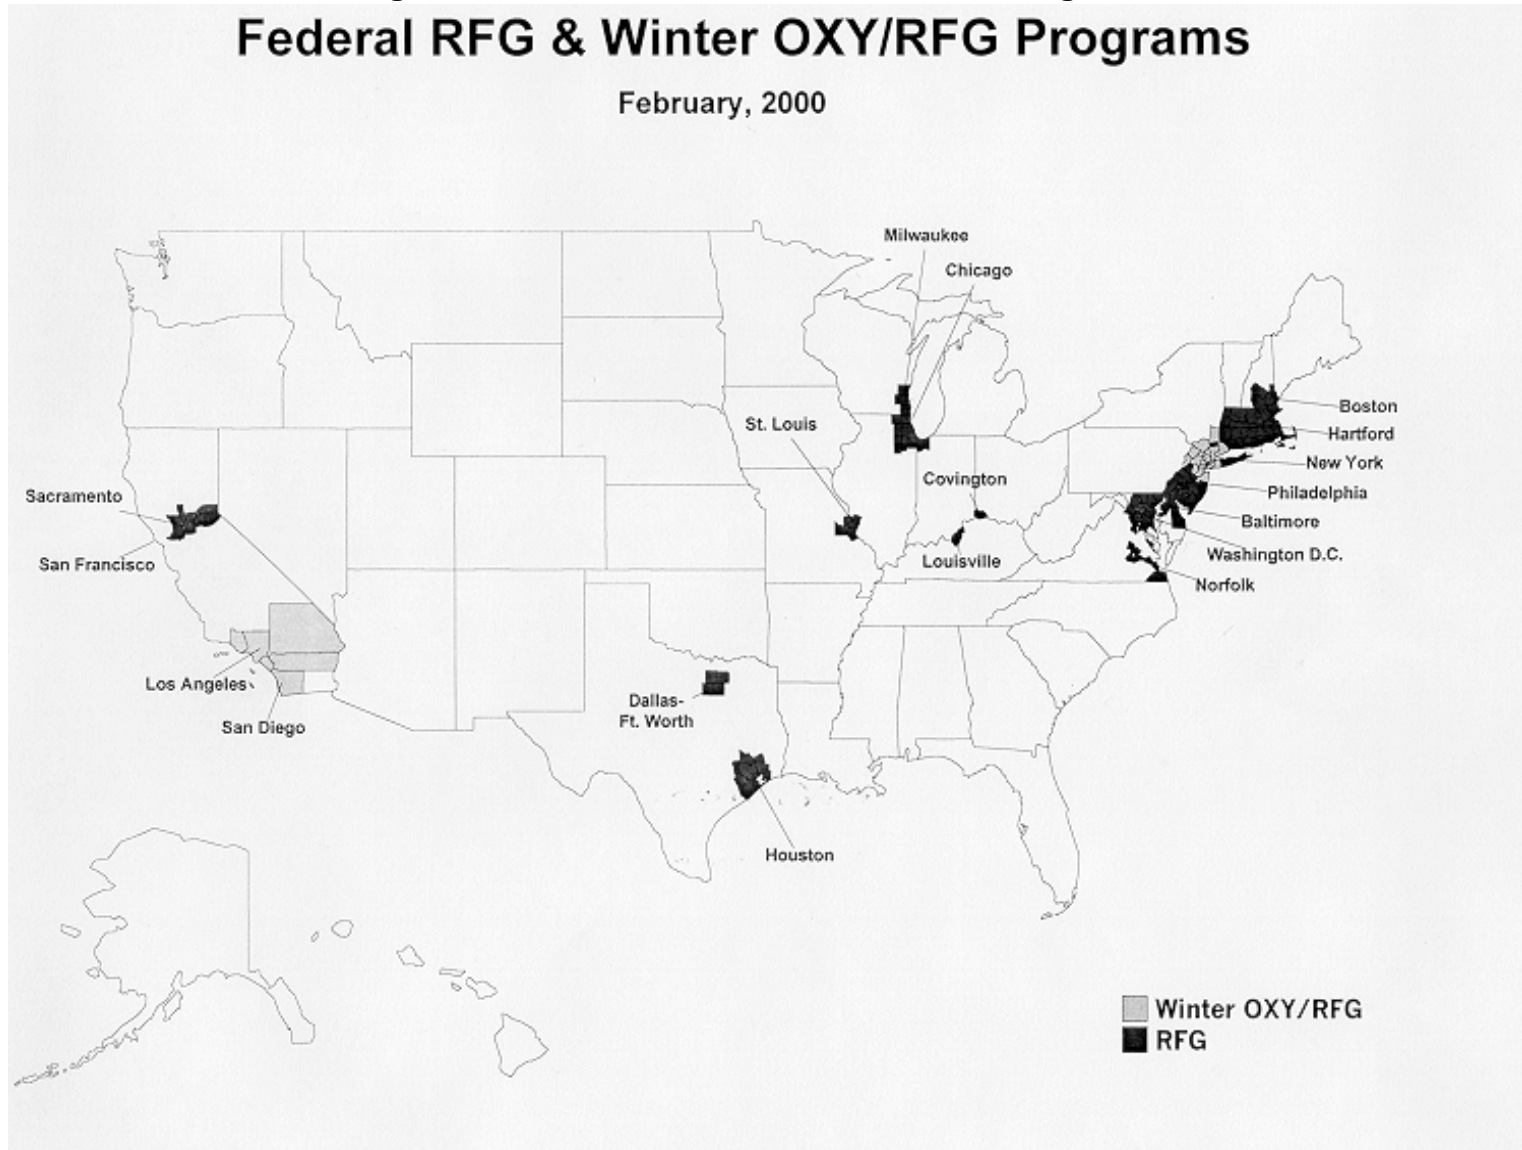 Federal RFG & Winter OXY/RFG Programs
February, 2000
Milwaukee
Chicago
St. Louis
Covington
Louisville
Boston
Hartford
New York
Philadelphia
Baltimore
Washington D.C.
Norfolk
Sacramento
San Francisco
Los Angeles
San Diego
Dallas-
Ft. Worth
Houston
Winter OXY/RFG
RFG